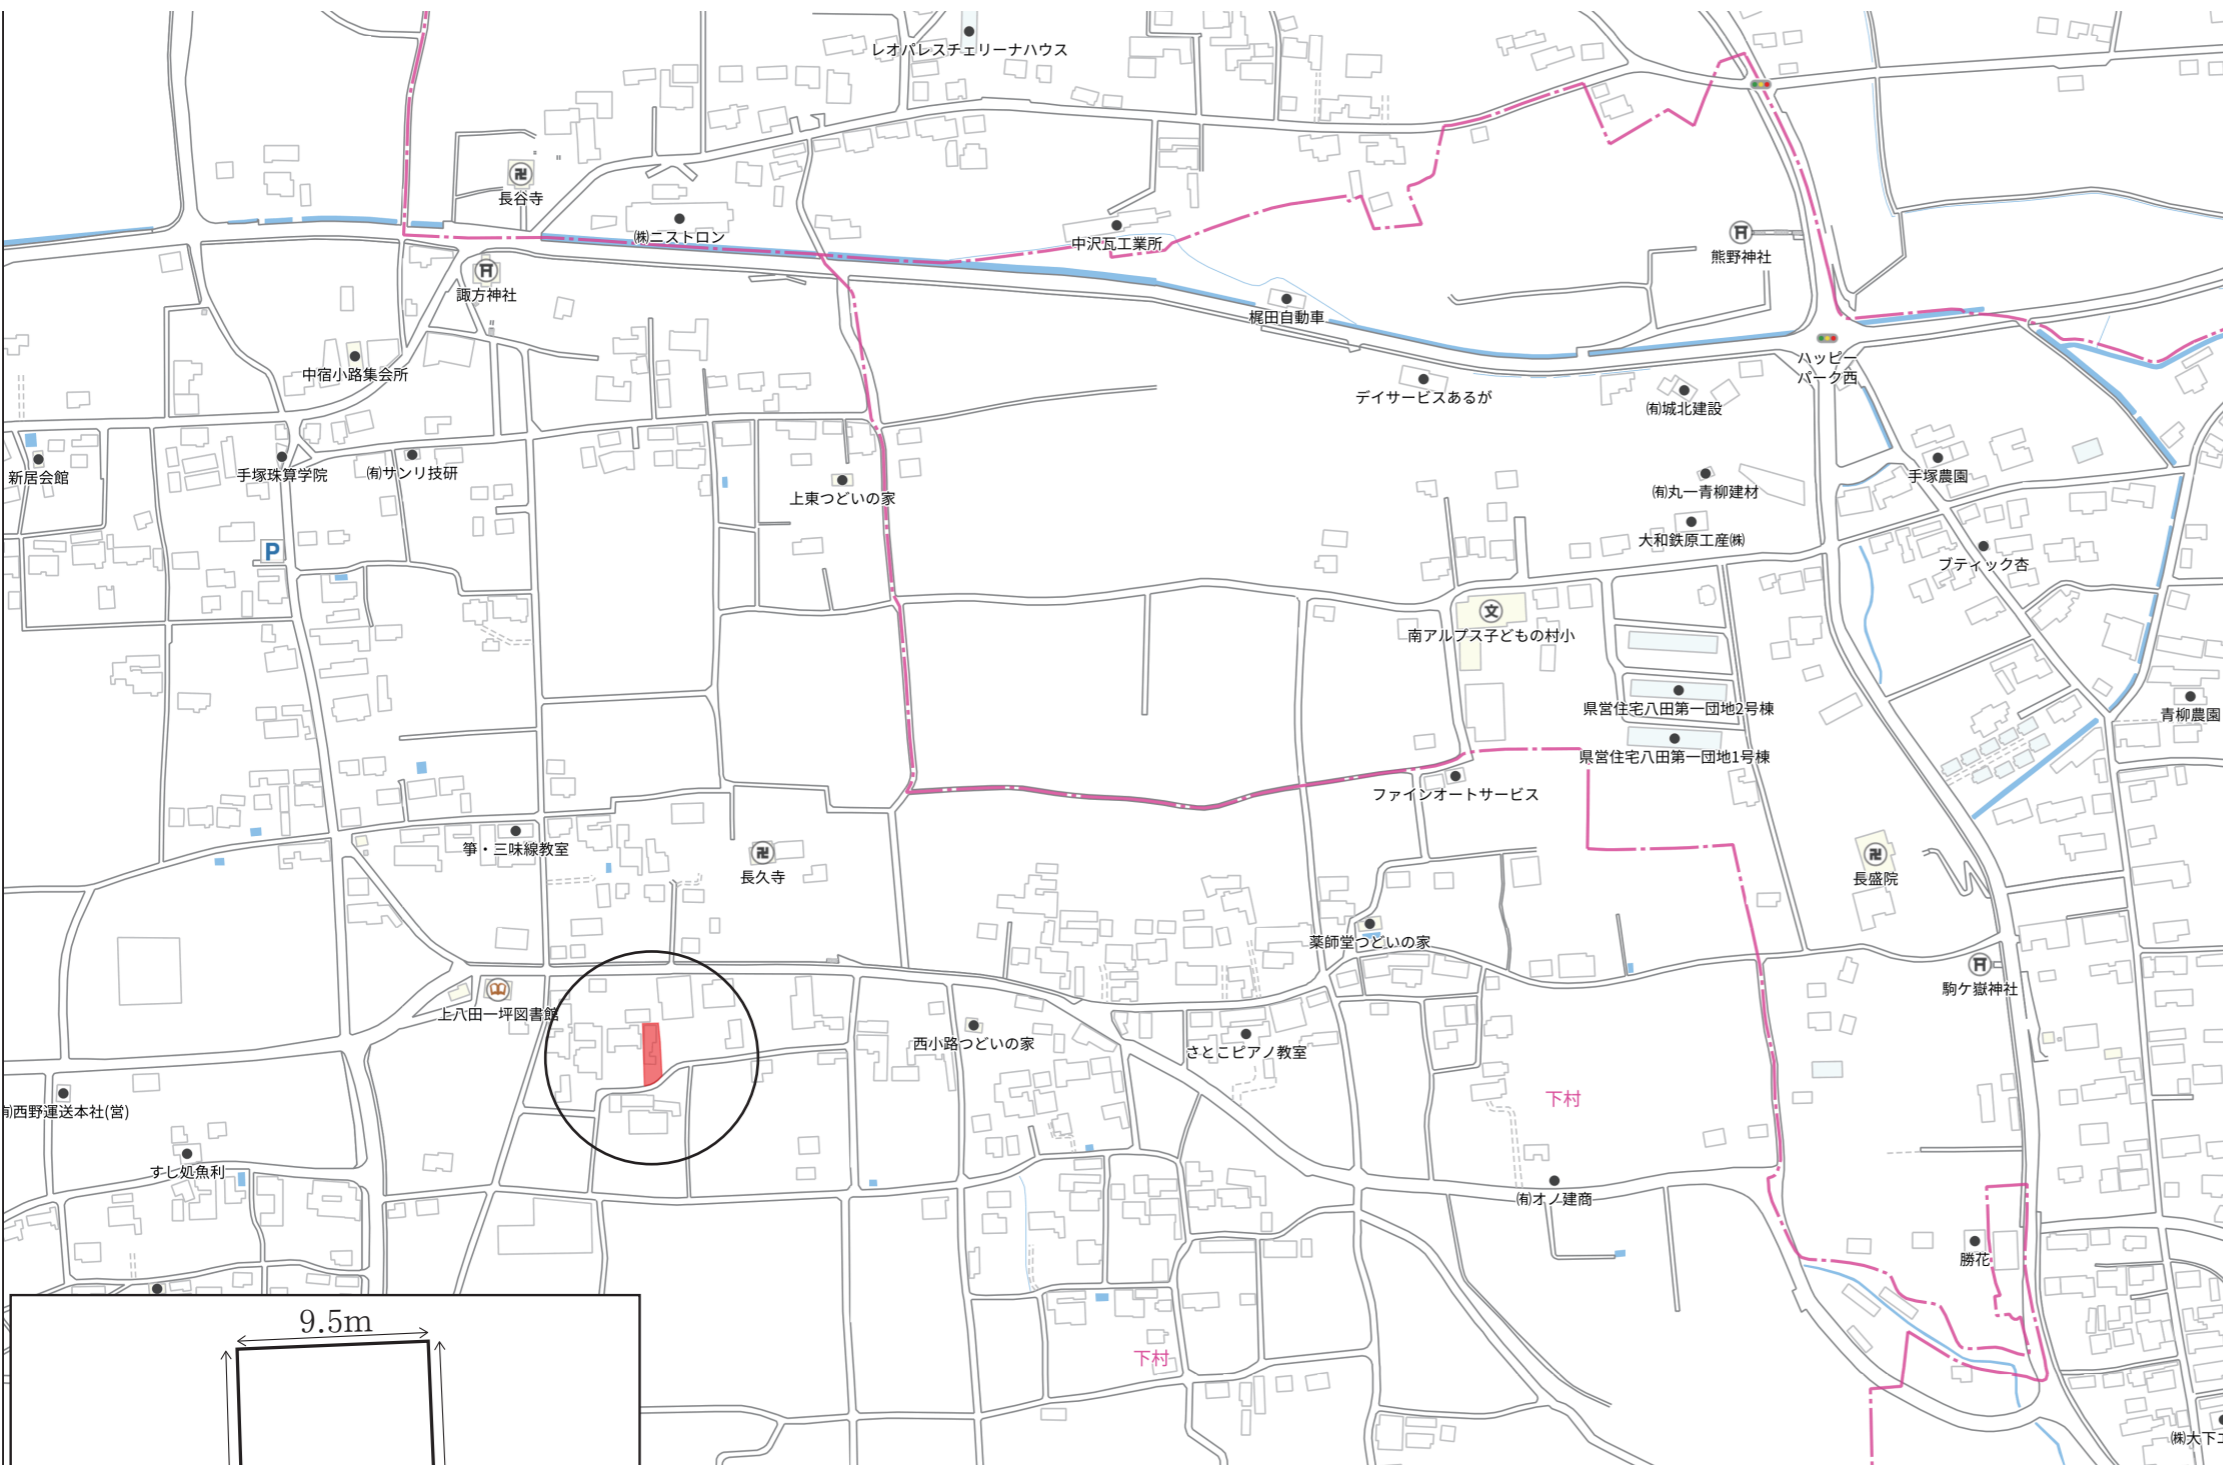 レオパレスチェリーナハウス
長谷寺
㈱ニストロン
中沢瓦工業所
熊野神社
諏方神社
梶田自動車
ハッピー
パーク西
中宿小路集会所
デイサービスあるが
㈲城北建設
新居会館
手塚珠算学院
㈲サンリ技研
上東つどいの家
㈲丸一青柳建材
手塚農園
大和鉄原工産㈱
P
ブティック杏
文
南アルプス子どもの村小
県営住宅八田第一団地2号棟
青柳農園
県営住宅八田第一団地1号棟
ファインオートサービス
箏・三味線教室
長久寺
長盛院
薬師堂つどいの家
駒ケ嶽神社
上八田一坪図書館
西小路つどいの家
さとこピアノ教室
下村
㈲西野運送本社(営)
すし処魚利
㈲オノ建商
勝花
9.5m
下村
㈱大下